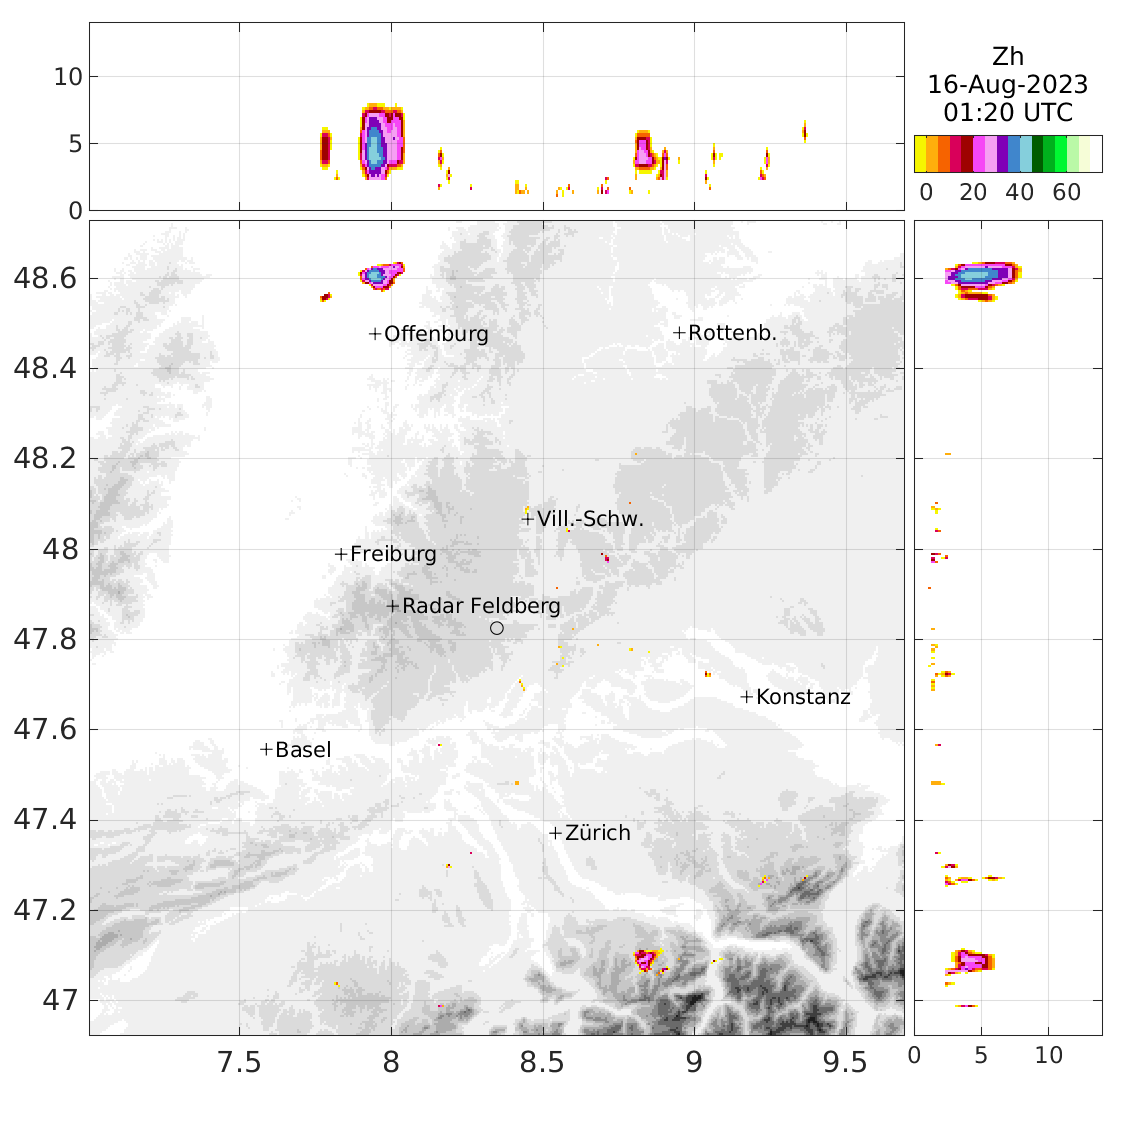 Zh
16-Aug-2023
01:20 UTC
0 20 40 60
10
5
0
48.6
48.4
48.2
48
47.8
47.6
47.4
47.2
47
+Offenburg
+Rottenb.
+Vill.-Schw.
+Freiburg
+Radar Feldberg
+Konstanz
+Basel
+Zürich
7.5 8 8.5 9 9.5
0 5 10